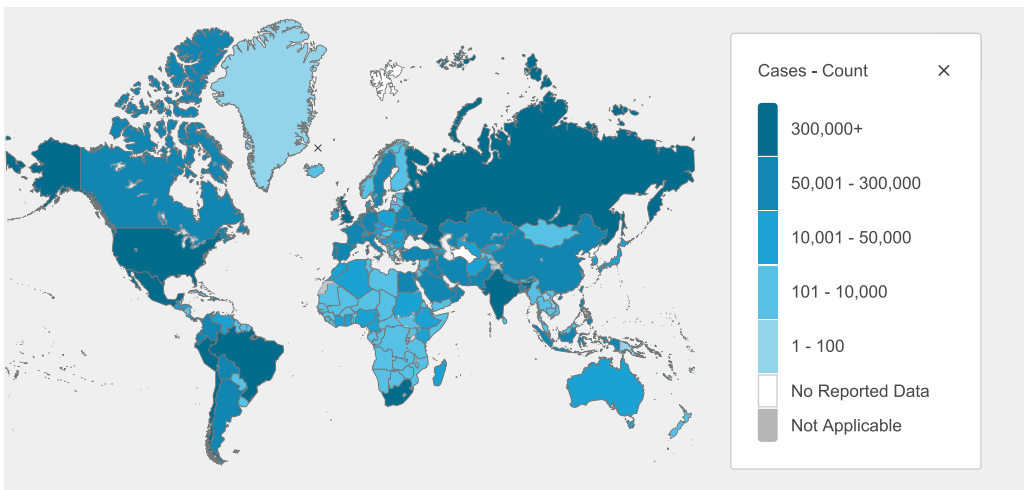 Cases - Count
300,000+
50,001 - 300,000
10,001 - 50,000
101 - 10,000
1 - 100
No Reported Data
Not Applicable